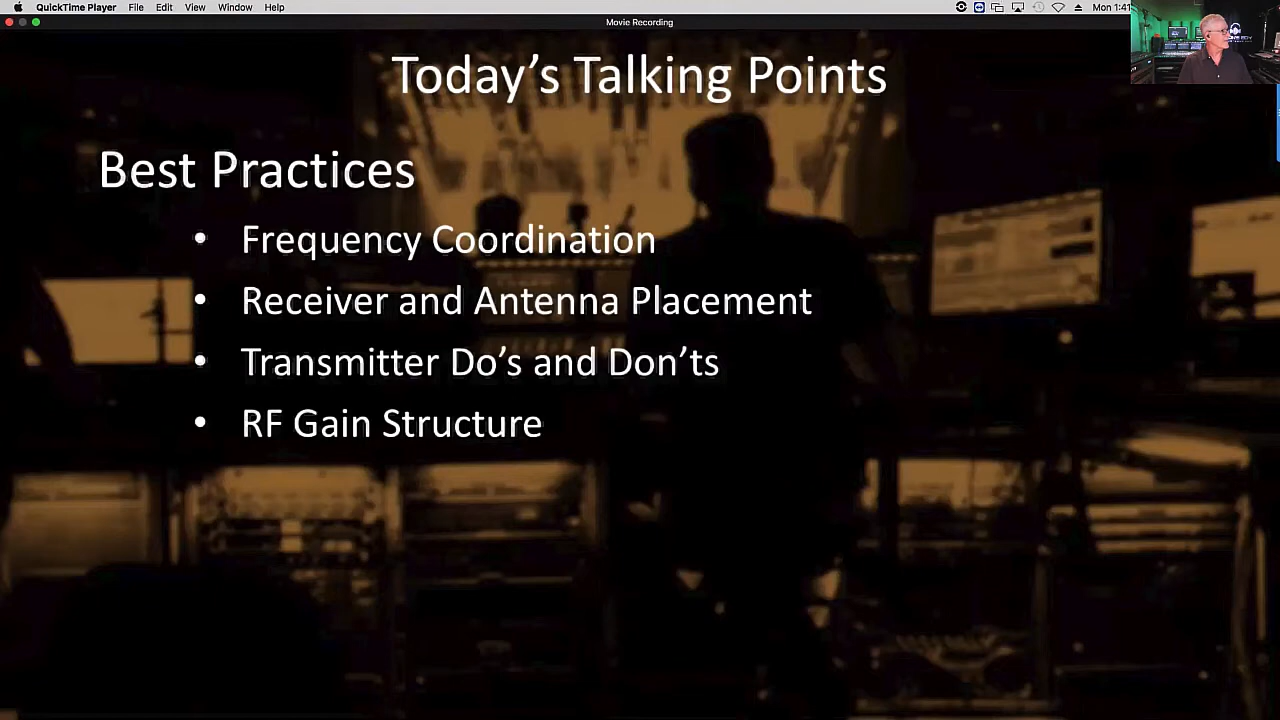 QuickTime Player File Edit View Window Help Mon 1:41
Movie Recording
Today’s Talking Points
Best Practices
• Frequency Coordination
• Receiver and Antenna Placement
• Transmitter Do’s and Don’ts
• RF Gain Structure